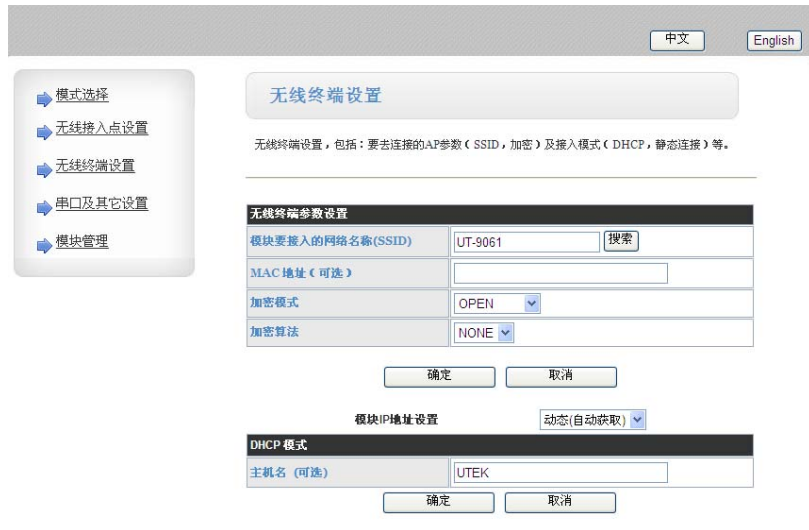 中文 English
模式选择
无线接入点设置
无线终端设置
串口及其它设置
模块管理
无线终端设置
无线终端设置，包括：要去连接的AP参数（SSID，加密）及接入模式（DHCP，静态连接）等。
无线终端参数设置
模块要接入的网络名称(SSID) UT-9061 搜索
MAC 地址（可选）
加密模式 OPEN
加密算法 NONE
确定 取消
模块IP地址设置 动态(自动获取)
DHCP 模式
主机名 (可选) UTEK
确定 取消